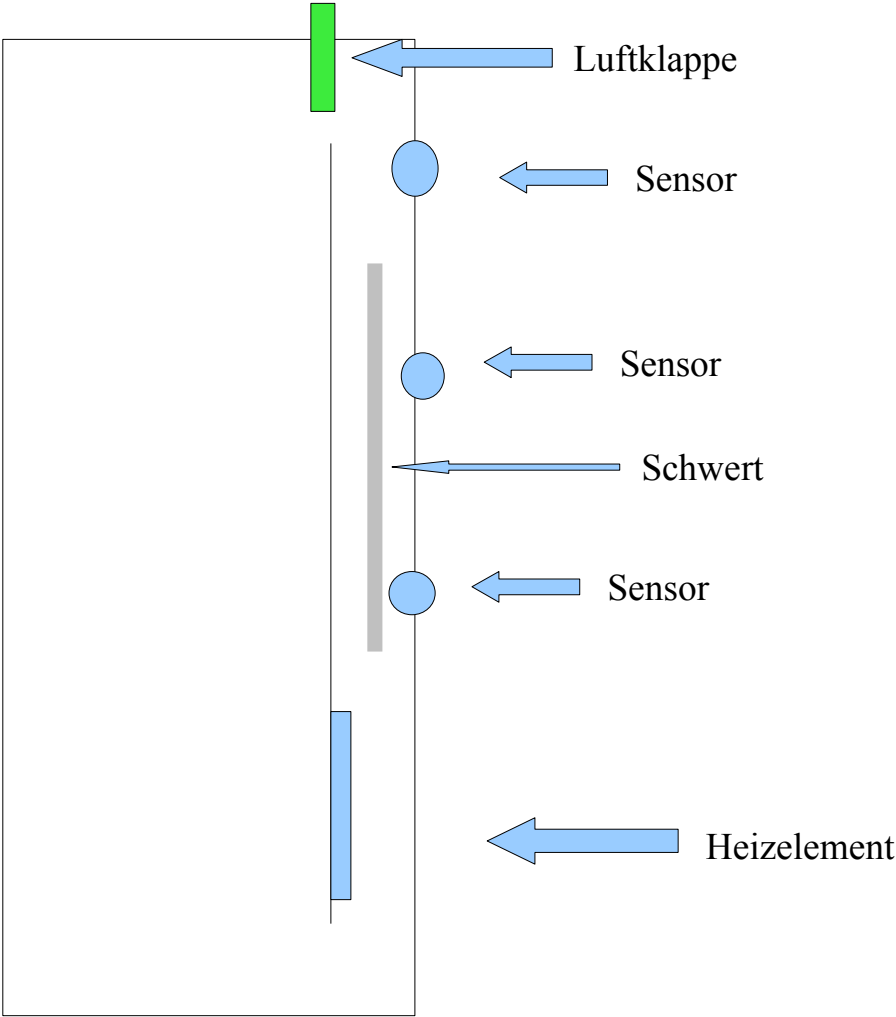 Luftklappe
Sensor
Sensor
Schwert
Sensor
Heizelement